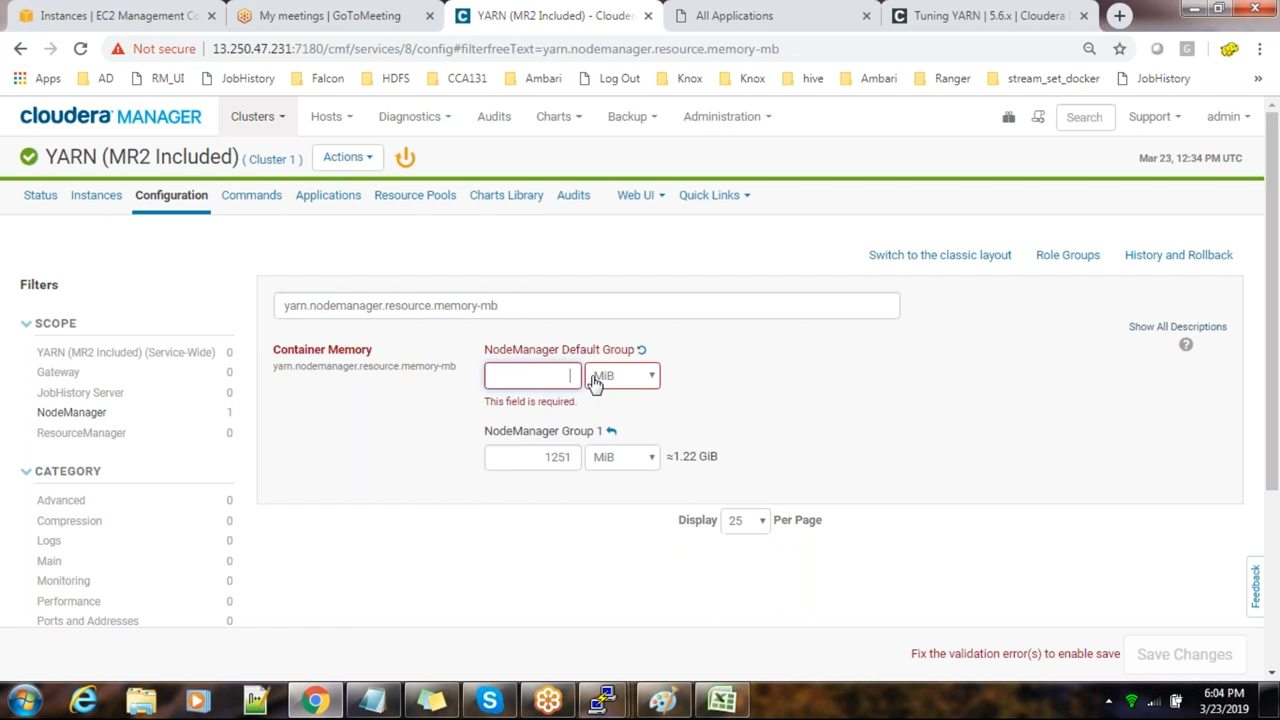 Instances | EC2 Management Co
My meetings | GoToMeeting
YARN (MR2 Included) - Clouder
All Applications
Tuning YARN | 5.6.x | Cloudera D
Not secure | 13.250.47.231:7180/cmf/services/8/config#filterfreeText=yarn.nodemanager.resource.memory-mb
Apps AD RM_UI JobHistory Falcon HDFS CCA131 Ambari Log Out Knox Knox hive Ambari Ranger stream_set_docker JobHistory »
cloudera MANAGER Clusters Hosts Diagnostics Audits Charts Backup Administration Search Support admin
YARN (MR2 Included) ( Cluster 1 ) Actions Mar 23, 12:34 PM UTC
Status Instances Configuration Commands Applications Resource Pools Charts Library Audits Web UI Quick Links
Switch to the classic layout Role Groups History and Rollback
Filters
SCOPE
YARN (MR2 Included) (Service-Wide) 0
Gateway 0
JobHistory Server 0
NodeManager 1
ResourceManager 0
CATEGORY
Advanced 0
Compression 0
Logs 0
Main 0
Monitoring 0
Performance 0
Ports and Addresses 0
yarn.nodemanager.resource.memory-mb
Show All Descriptions
?
Container Memory
yarn.nodemanager.resource.memory-mb
NodeManager Default Group
MiB
This field is required.
NodeManager Group 1
1251 MiB ≈1.22 GiB
Display 25 Per Page
Feedback
Fix the validation error(s) to enable save Save Changes
6:04 PM
3/23/2019